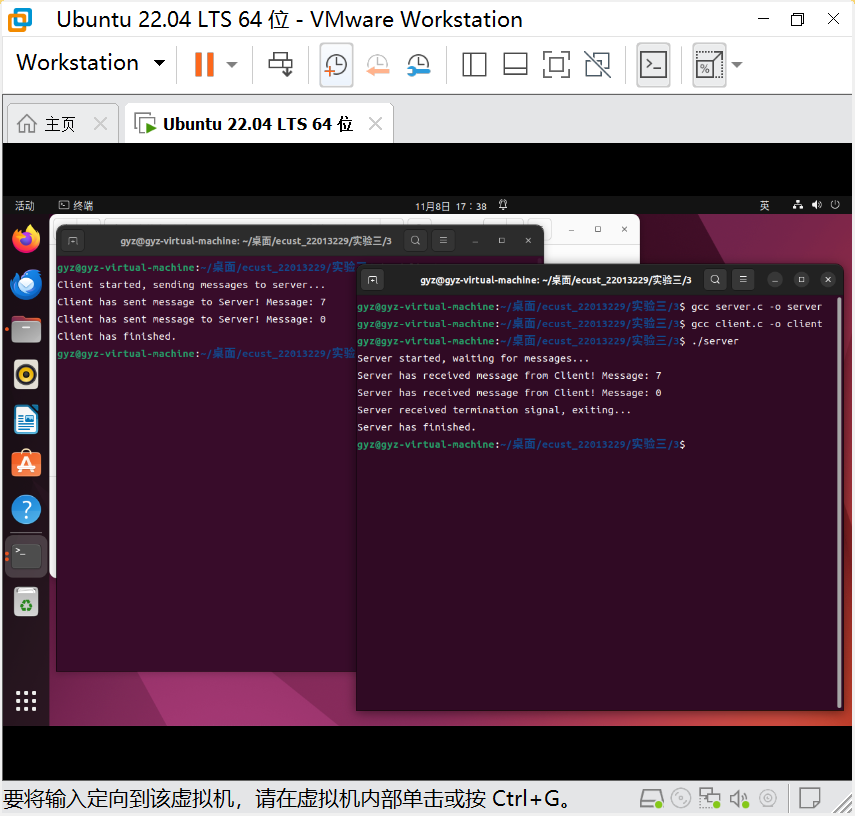 Ubuntu 22.04 LTS 64 位 - VMware Workstation
Workstation
主页
Ubuntu 22.04 LTS 64 位
活动
终端
11月8日 17：38
英
gyz@gyz-virtual-machine: ~/桌面/ecust_22013229/实验三/3
gyz@gyz-virtual-machine:~/桌面/ecust_22013229/实验三
Client started, sending messages to server...
Client has sent message to Server! Message: 7
Client has sent message to Server! Message: 0
Client has finished.
gyz@gyz-virtual-machine:~/桌面/ecust_22013229/实
gyz@gyz-virtual-machine: ~/桌面/ecust_22013229/实验三/3
gyz@gyz-virtual-machine:~/桌面/ecust_22013229/实验三/3$ gcc server.c -o server
gyz@gyz-virtual-machine:~/桌面/ecust_22013229/实验三/3$ gcc client.c -o client
gyz@gyz-virtual-machine:~/桌面/ecust_22013229/实验三/3$ ./server
Server started, waiting for messages...
Server has received message from Client! Message: 7
Server has received message from Client! Message: 0
Server received termination signal, exiting...
Server has finished.
gyz@gyz-virtual-machine:~/桌面/ecust_22013229/实验三/3$
要将输入定向到该虚拟机，请在虚拟机内部单击或按 Ctrl+G。